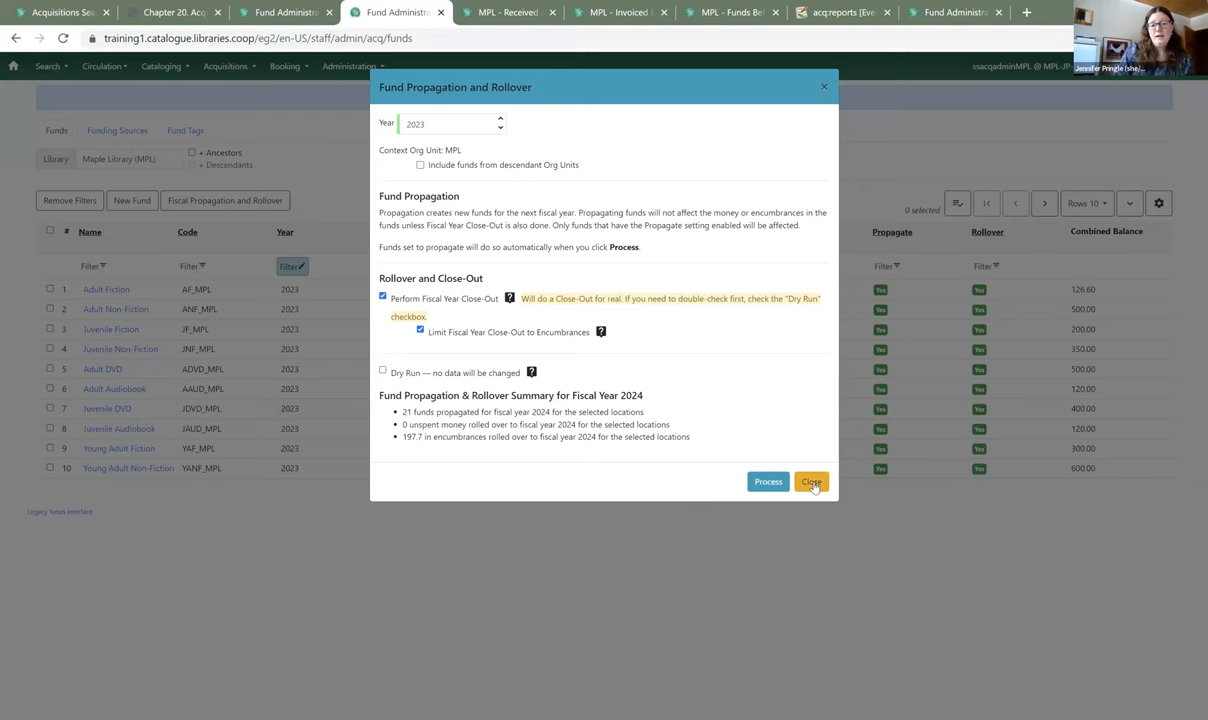 Acquisitions Sea
Chapter 20. Acq
Fund Administra
Fund Administra
MPL - Received
MPL - Invoiced
MPL - Funds Bel
acq:reports [Eve
Fund Administra
training1.catalogue.libraries.coop/eg2/en-US/staff/admin/acq/funds
Jennifer Pringle (she/...
Search Circulation Cataloging Acquisitions Booking Administration
ssacqadminMPL @ MPL-JP-
Fund Propagation and Rollover
Year 2023
Context Org Unit: MPL
Include funds from descendant Org Units
Fund Propagation
Propagation creates new funds for the next fiscal year. Propagating funds will not affect the money or encumbrances in the
funds unless Fiscal Year Close-Out is also done. Only funds that have the Propagate setting enabled will be affected.
Funds set to propagate will do so automatically when you click Process.
Rollover and Close-Out
Perform Fiscal Year Close-Out ? Will do a Close-Out for real. If you need to double-check first, check the "Dry Run"
checkbox.
Limit Fiscal Year Close-Out to Encumbrances ?
Dry Run — no data will be changed ?
Fund Propagation & Rollover Summary for Fiscal Year 2024
21 funds propagated for fiscal year 2024 for the selected locations
0 unspent money rolled over to fiscal year 2024 for the selected locations
197.7 in encumbrances rolled over to fiscal year 2024 for the selected locations
Process Close
Funds Funding Sources Fund Tags
Library Maple Library (MPL) + Ancestors
+ Descendants
Remove Filters New Fund Fiscal Propagation and Rollover 0 selected Rows 10
# Name Code Year Propagate Rollover Combined Balance
Filter Filter Filter Filter Filter
1 Adult Fiction AF_MPL 2023 Yes Yes 126.60
2 Adult Non-Fiction ANF_MPL 2023 Yes Yes 500.00
3 Juvenile Fiction JF_MPL 2023 Yes Yes 200.00
4 Juvenile Non-Fiction JNF_MPL 2023 Yes Yes 350.00
5 Adult DVD ADVD_MPL 2023 Yes Yes 500.00
6 Adult Audiobook AAUD_MPL 2023 Yes Yes 120.00
7 Juvenile DVD JDVD_MPL 2023 Yes Yes 400.00
8 Juvenile Audiobook JAUD_MPL 2023 Yes Yes 120.00
9 Young Adult Fiction YAF_MPL 2023 Yes Yes 300.00
10 Young Adult Non-Fiction YANF_MPL 2023 Yes Yes 600.00
Legacy funds interface